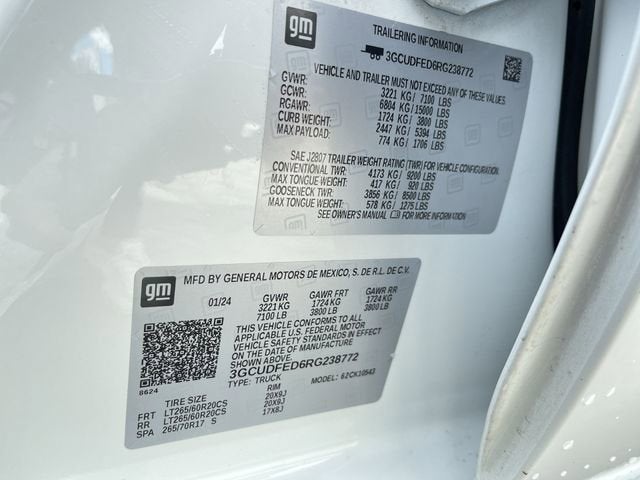 gm
TRAILERING INFORMATION
3GCUDFED6RG238772
VEHICLE AND TRAILER MUST NOT EXCEED ANY OF THESE VALUES
GVWR: 3221 KG/ 7100 LBS
GCWR: 6804 KG/15000 LBS
RGAWR: 1724 KG/ 3800 LBS
CURB WEIGHT: 2447 KG/ 5394 LBS
MAX PAYLOAD: 774 KG/ 1706 LBS
SAE J2807 TRAILER WEIGHT RATING (TWR) FOR VEHICLE CONFIGURATION
CONVENTIONAL TWR: 4173 KG/ 9200 LBS
MAX TONGUE WEIGHT: 417 KG/ 920 LBS
GOOSENECK TWR: 3856 KG/ 8500 LBS
MAX TONGUE WEIGHT: 578 KG/ 1275 LBS
SEE OWNER'S MANUAL FOR MORE INFORMATION
gm
MFD BY GENERAL MOTORS DE MEXICO, S. DE R.L. DE C.V.
01/24 GVWR GAWR FRT GAWR RR
3221 KG 1724 KG 1724 KG
7100 LB 3800 LB 3800 LB
THIS VEHICLE CONFORMS TO ALL
APPLICABLE U.S. FEDERAL MOTOR
VEHICLE SAFETY STANDARDS IN EFFECT
ON THE DATE OF MANUFACTURE
SHOWN ABOVE.
3GCUDFED6RG238772
8624 TYPE: TRUCK MODEL: 62CK10543
TIRE SIZE RIM
FRT LT265/60R20CS 20X9J
RR LT265/60R20CS 20X9J
SPA 265/70R17 S 17X8J